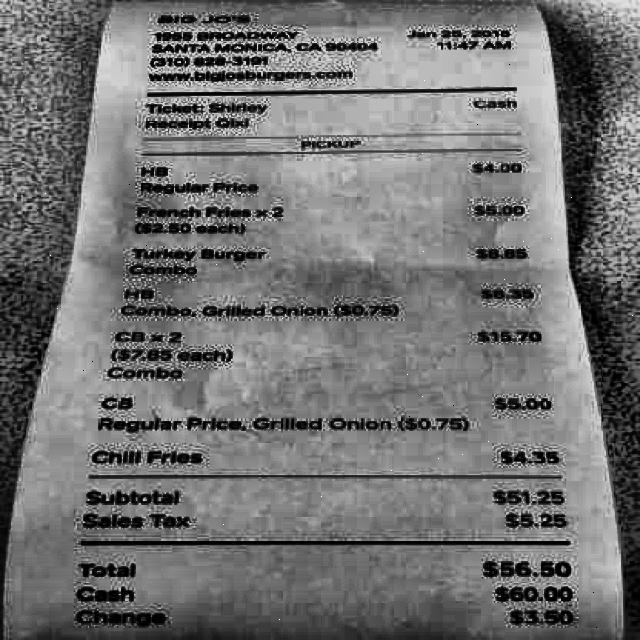 BIG JO'S
1955 BROADWAY
SANTA MONICA, CA 90404
(310) 828-3191
www.bigjosburgers.com
Jan 25,
11:47 AM
Ticket: Shirley
Cash
Receipt
PICKUP
HB $4.00
Regular Price
French Fries x 2 $5.00
($2.50 each)
Turkey Burger $8.85
Combo
HB $8.35
Combo, Grilled Onion ($0.75)
CB x 2 $15.70
($7.85 each)
Combo
CB $5.00
Regular Price, Grilled Onion ($0.75)
Chili Fries $4.35
Subtotal $51.25
Sales Tax $5.25
Total $56.50
Cash $60.00
Change $3.50